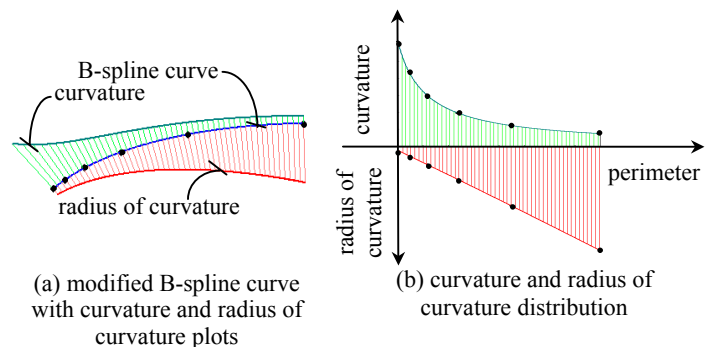 B-spline curve
curvature
radius of curvature
(a) modified B-spline curve
with curvature and radius of
curvature plots
curvature
radius of
curvature
perimeter
(b) curvature and radius of
curvature distribution